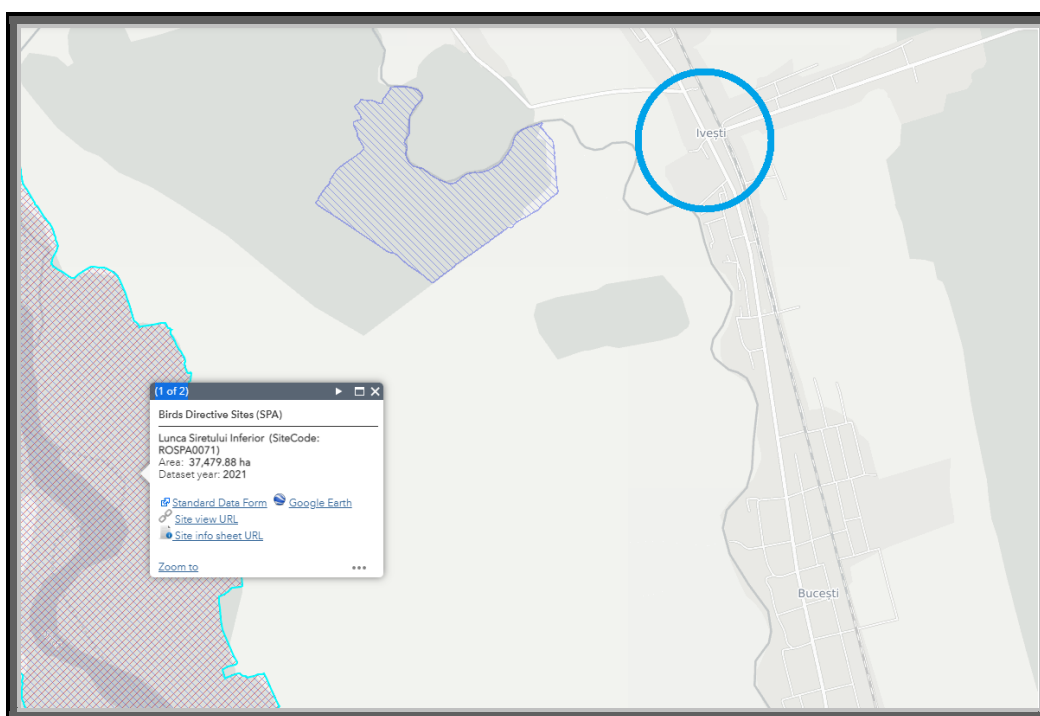 Ivești
(1 of 2)
Birds Directive Sites (SPA)
Lunca Siretului Inferior (SiteCode:
ROSPA0071)
Area: 37,479.88 ha
Dataset year: 2021
Standard Data Form Google Earth
Site view URL
Site info sheet URL
Zoom to
Bucești